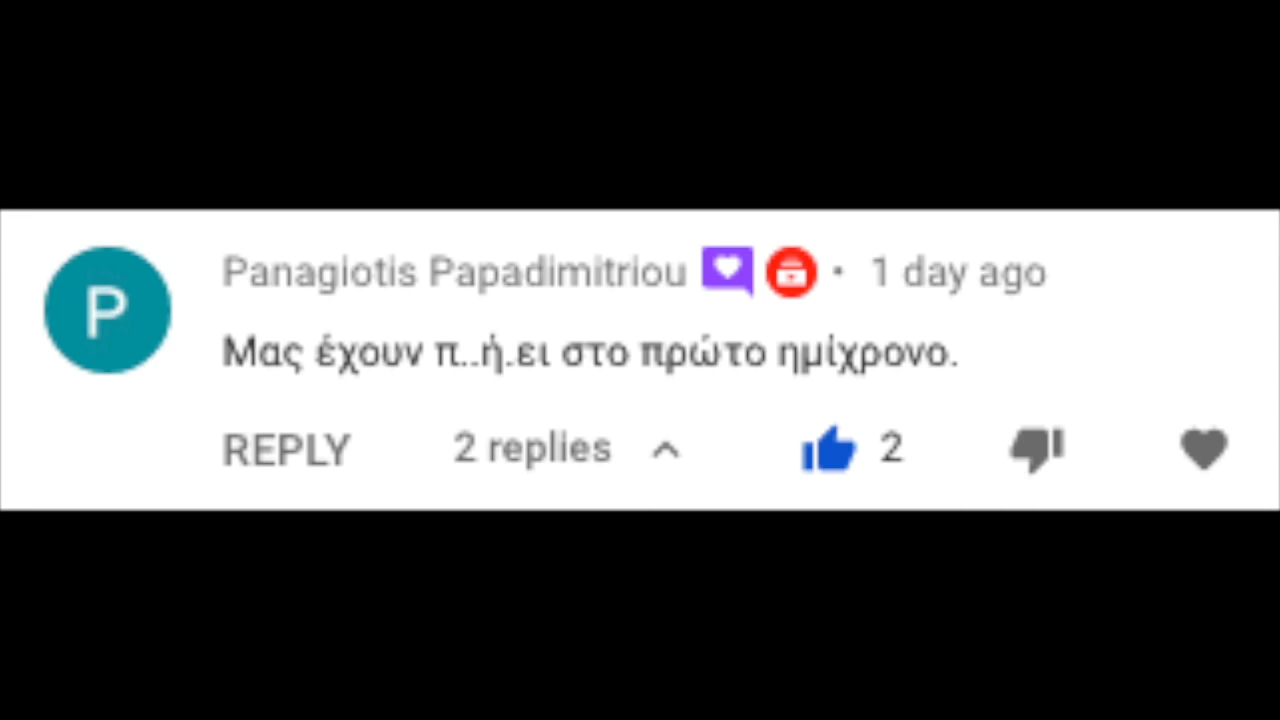 P
Panagiotis Papadimitriou • 1 day ago
Μας έχουν π..ή.ει στο πρώτο ημίχρονο.
REPLY 2 replies 2